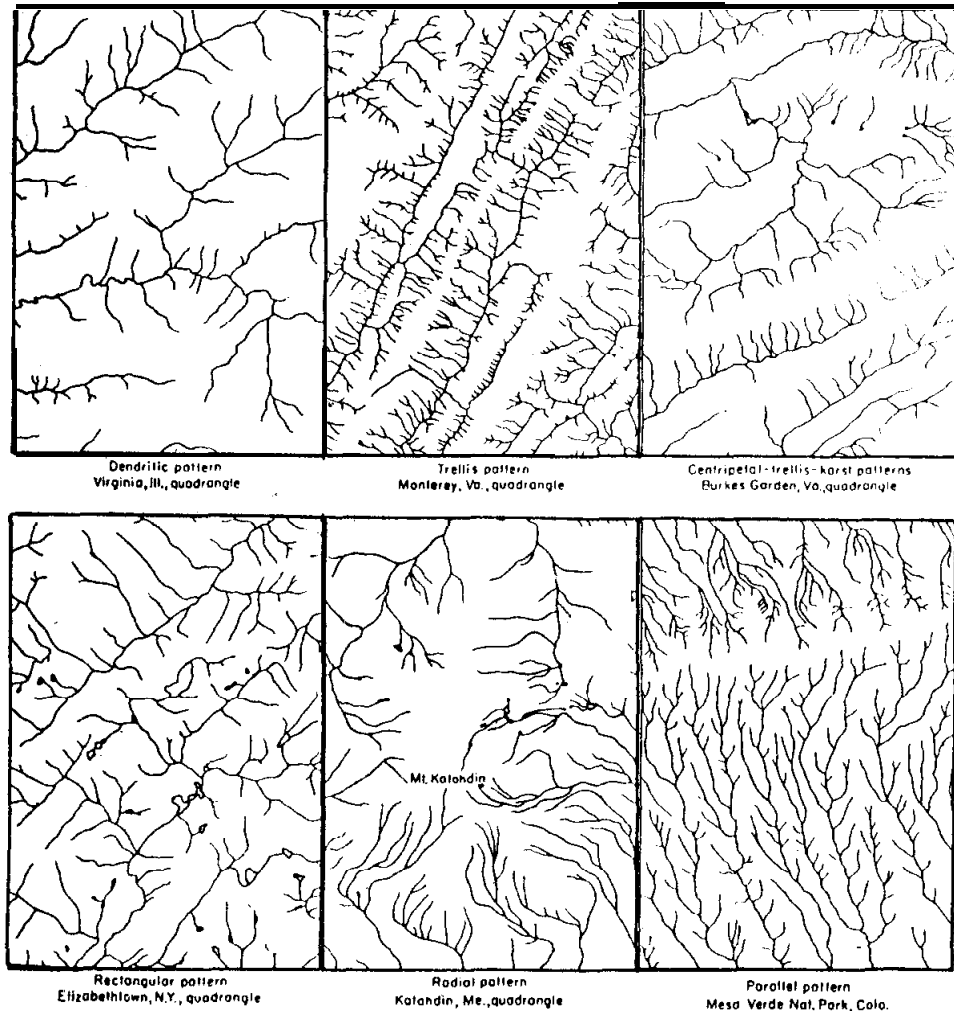 Dendritic pattern
Virginia, Ill., quadrangle
Trellis pattern
Monterey, Va., quadrangle
Centripetal-trellis-karst patterns
Burkes Garden, Va., quadrangle
Mt. Katahdin
Rectangular pattern
Elizabethtown, N.Y., quadrangle
Radial pattern
Katahdin, Me., quadrangle
Parallel pattern
Mesa Verde Nat. Park, Colo.